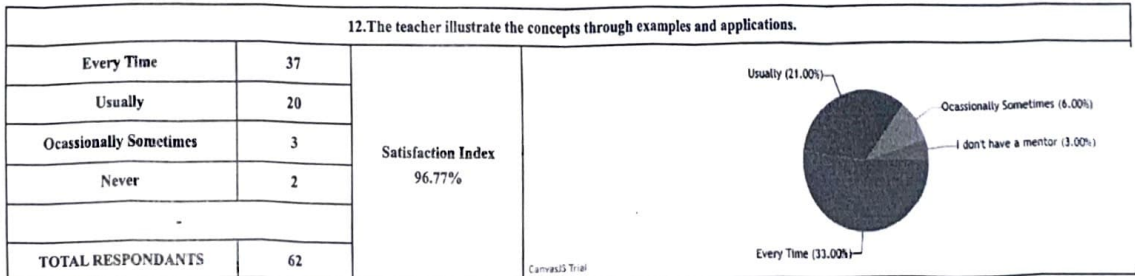 12.The teacher illustrate the concepts through examples and applications.
Every Time 37
Usually 20
Ocassionally Sometimes 3
Never 2
-
TOTAL RESPONDANTS 62
Satisfaction Index
96.77%
Usually (21.00%)
Ocassionally Sometimes (6.00%)
I don't have a mentor (3.00%)
Every Time (33.00%)
CanvasJS Trial